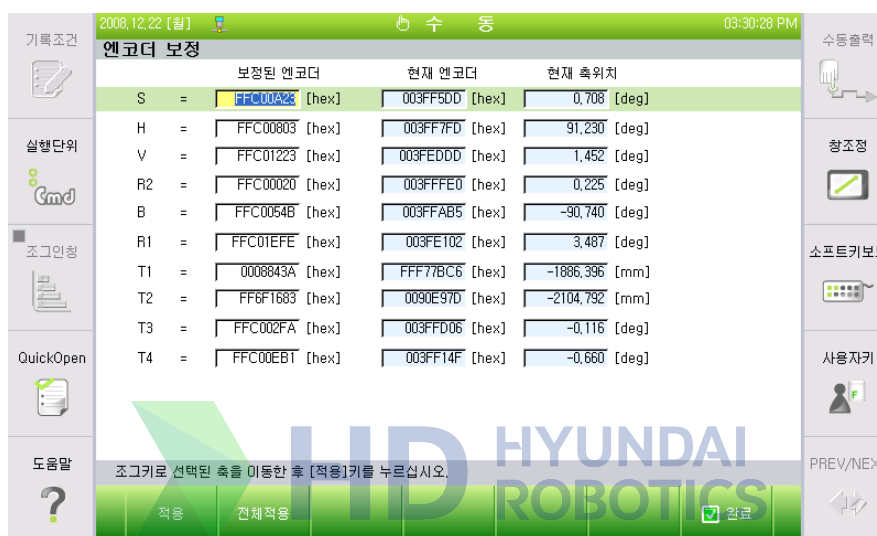 2008,12,22 [월] 수 동 03:30:28 PM
엔코더 보정
보정된 엔코더 현재 엔코더 현재 축위치
S = FFC00A23 [hex] 003FF5DD [hex] 0,708 [deg]
H = FFC00803 [hex] 003FF7FD [hex] 91,230 [deg]
V = FFC01223 [hex] 003FEDDD [hex] 1,452 [deg]
R2 = FFC00020 [hex] 003FFFE0 [hex] 0,225 [deg]
B = FFC0054B [hex] 003FFAB5 [hex] -90,740 [deg]
R1 = FFC01EFE [hex] 003FE102 [hex] 3,487 [deg]
T1 = 0008843A [hex] FFF77BC6 [hex] -1886,396 [mm]
T2 = FF6F1683 [hex] 0090E97D [hex] -2104,792 [mm]
T3 = FFC002FA [hex] 003FFD06 [hex] -0,116 [deg]
T4 = FFC00EB1 [hex] 003FF14F [hex] -0,660 [deg]
조그키로 선택된 축을 이동한 후 [적용]키를 누르십시오.
적용 전체적용 완료
기록조건
실행단위
Cmd
조그인칭
QuickOpen
도움말
?
수동출력
창조정
소프트키보
사용자키
F
PREV/NEX
HD HYUNDAI
ROBOTICS